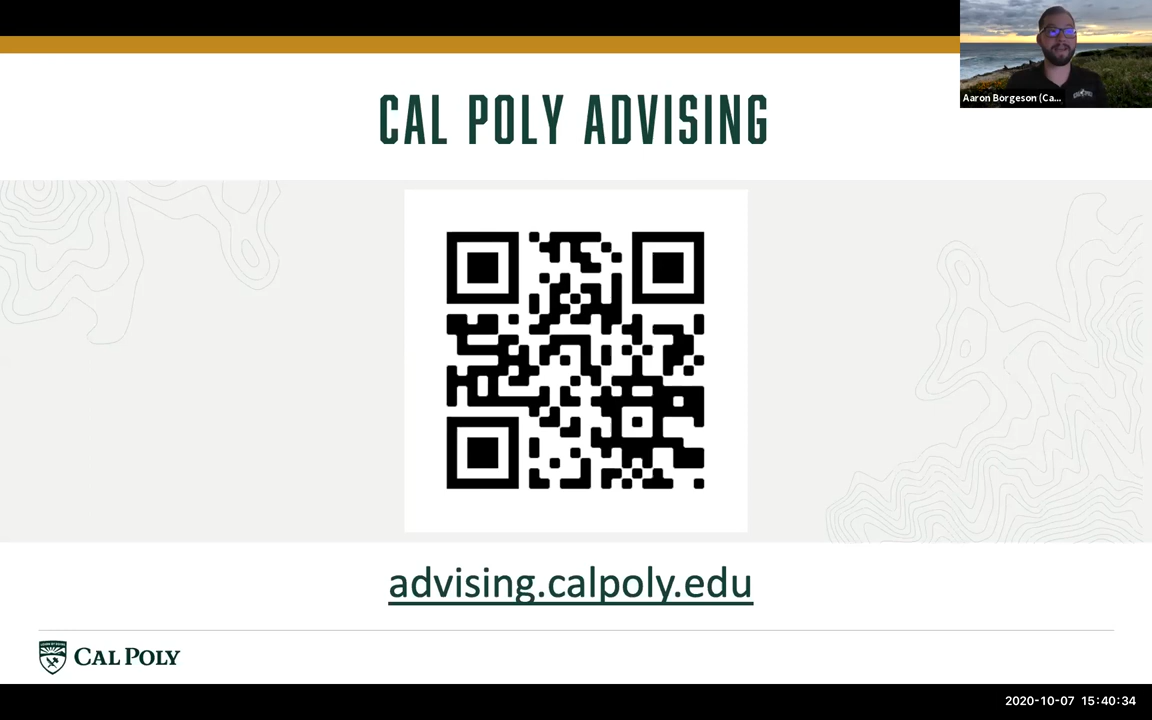 CAL POLY ADVISING
Aaron Borgeson (Ca...
advising.calpoly.edu
CAL POLY
2020-10-07 15:40:34